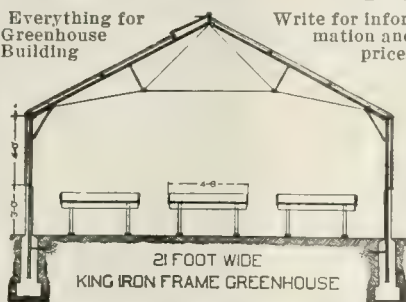 Everything for
Greenhouse
Building
Write for infor
mation and
price
4-6
21 FOOT WIDE
KING IRON FRAME GREENHOUSE